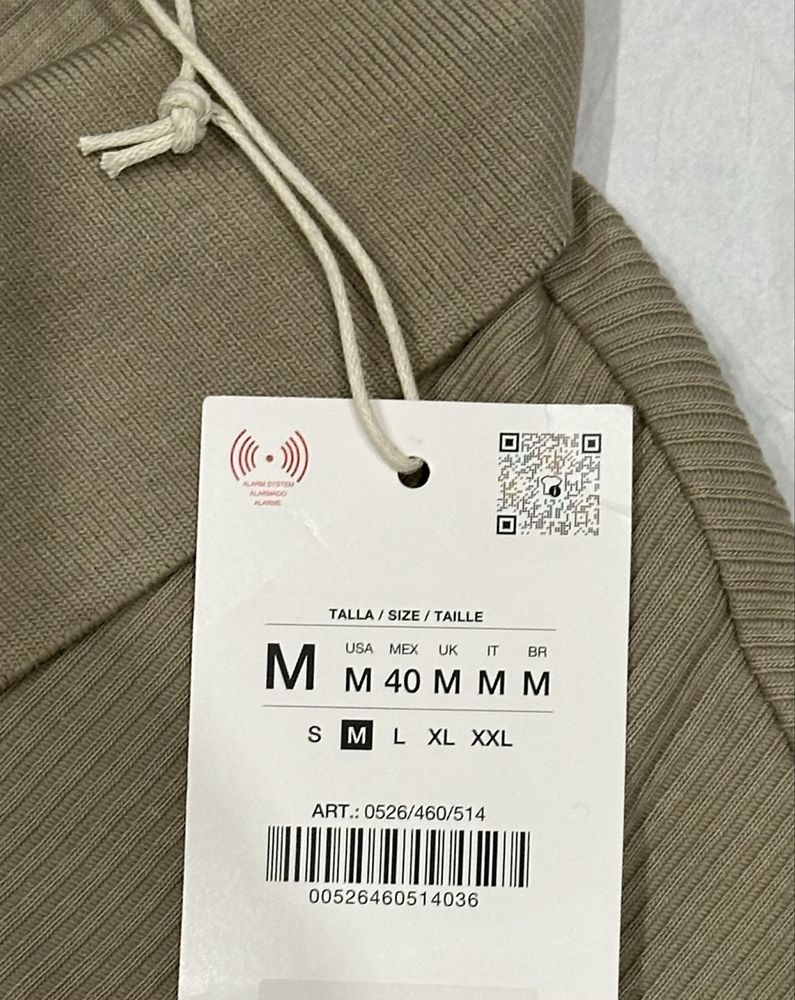 ALARM SYSTEM
ALARMADO
ALARME
TALLA / SIZE / TAILLE
M
USA MEX UK IT BR
M 40 M M M
S M L XL XXL
ART.: 0526/460/514
00526460514036